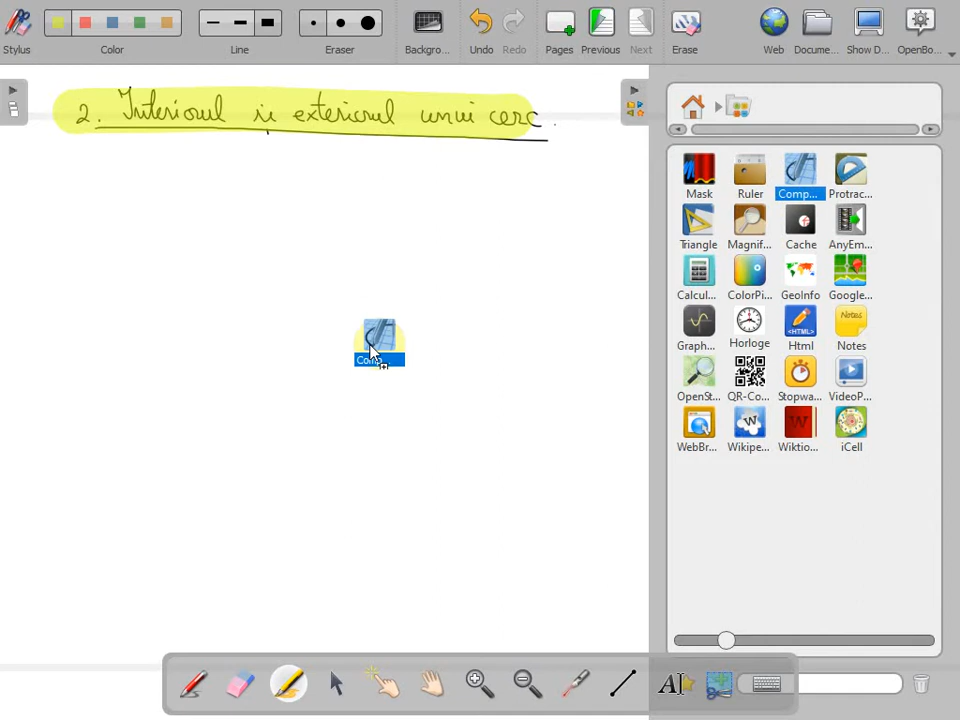 Stylus Color Line Eraser Backgro... Undo Redo Pages Previous Next Erase Web Docume... Show D... OpenBo...
2. Interiorul și exteriorul unui cerc.
Mask Ruler Comp... Protrac...
Triangle Magnif... Cache AnyEm...
Calcul... ColorPi... GeoInfo Google...
Comp...
Graph... Horloge Html Notes
OpenSt... QR-Co... Stopwa... VideoP...
WebBr... Wikipe... Wiktio... iCell